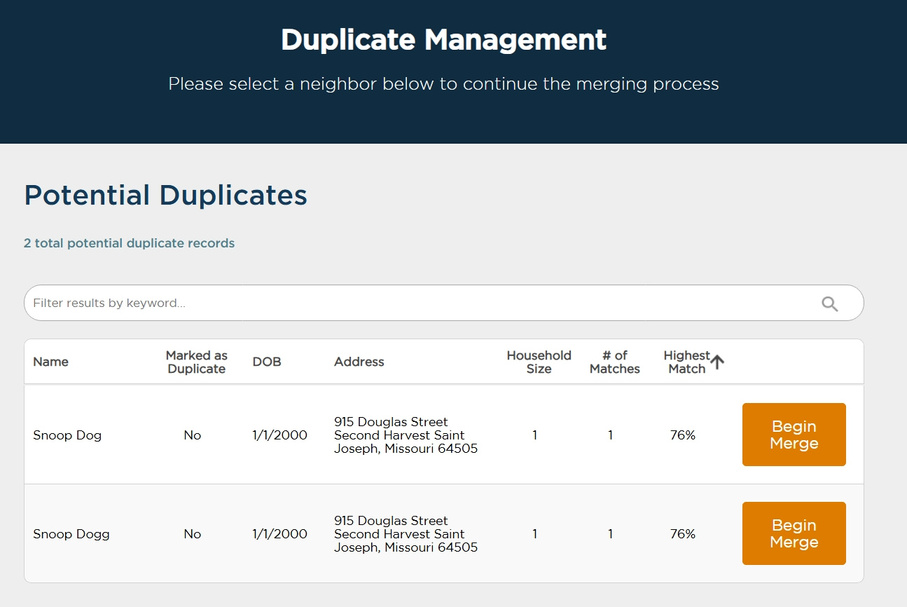 Duplicate Management
Please select a neighbor below to continue the merging process
Potential Duplicates
2 total potential duplicate records
Filter results by keyword...
Name
Marked as
Duplicate
DOB
Address
Household
Size
# of
Matches
Highest
Match
Snoop Dog
No
1/1/2000
915 Douglas Street
Second Harvest Saint
Joseph, Missouri 64505
1
1
76%
Begin
Merge
Snoop Dogg
No
1/1/2000
915 Douglas Street
Second Harvest Saint
Joseph, Missouri 64505
1
1
76%
Begin
Merge